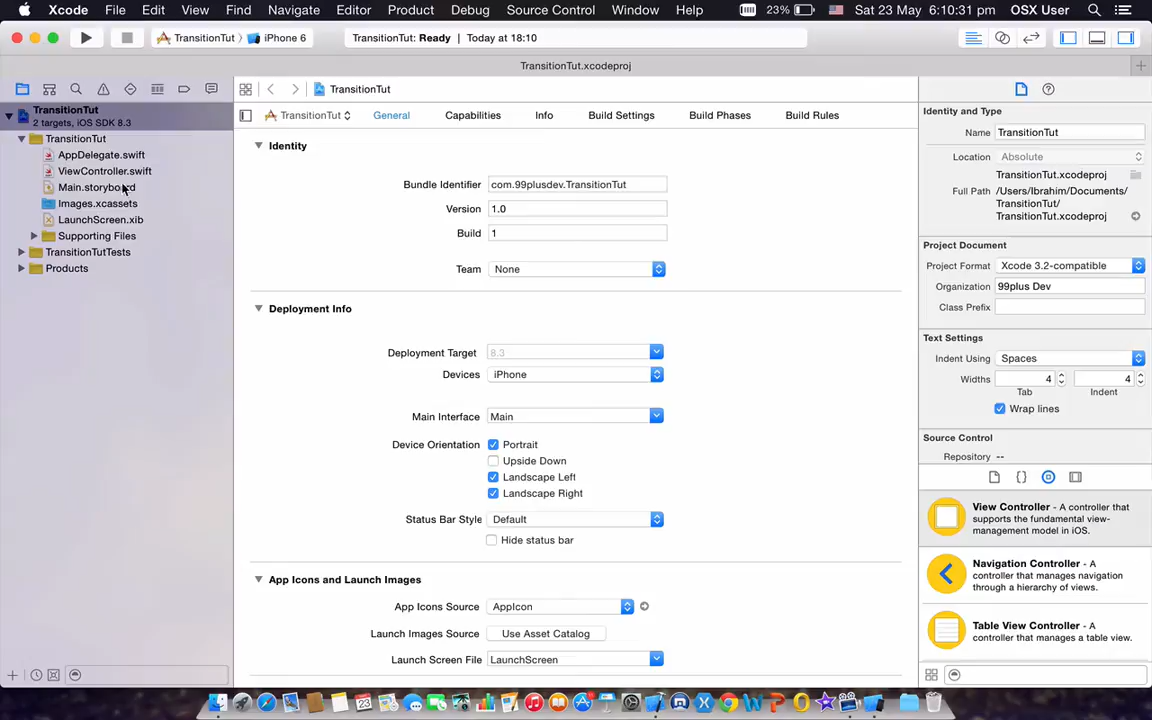 Xcode File Edit View Find Navigate Editor Product Debug Source Control Window Help 23% Sat 23 May 6:10:31 pm OSX User
TransitionTut iPhone 6 TransitionTut: Ready | Today at 18:10
TransitionTut.xcodeproj
TransitionTut
2 targets, iOS SDK 8.3
TransitionTut
AppDelegate.swift
ViewController.swift
Main.storyboard
Images.xcassets
LaunchScreen.xib
Supporting Files
TransitionTutTests
Products
TransitionTut
TransitionTut General Capabilities Info Build Settings Build Phases Build Rules
Identity
Bundle Identifier com.99plusdev.TransitionTut
Version 1.0
Build 1
Team None
Deployment Info
Deployment Target 8.3
Devices iPhone
Main Interface Main
Device Orientation Portrait
Upside Down
Landscape Left
Landscape Right
Status Bar Style Default
Hide status bar
App Icons and Launch Images
App Icons Source AppIcon
Launch Images Source Use Asset Catalog
Launch Screen File LaunchScreen
Identity and Type
Name TransitionTut
Location Absolute
TransitionTut.xcodeproj
Full Path /Users/Ibrahim/Documents/
TransitionTut/
TransitionTut.xcodeproj
Project Document
Project Format Xcode 3.2-compatible
Organization 99plus Dev
Class Prefix
Text Settings
Indent Using Spaces
Widths 4 4
Tab Indent
Wrap lines
Source Control
Repository --
View Controller - A controller that
supports the fundamental view-
management model in iOS.
Navigation Controller - A
controller that manages navigation
through a hierarchy of views.
Table View Controller - A
controller that manages a table view.